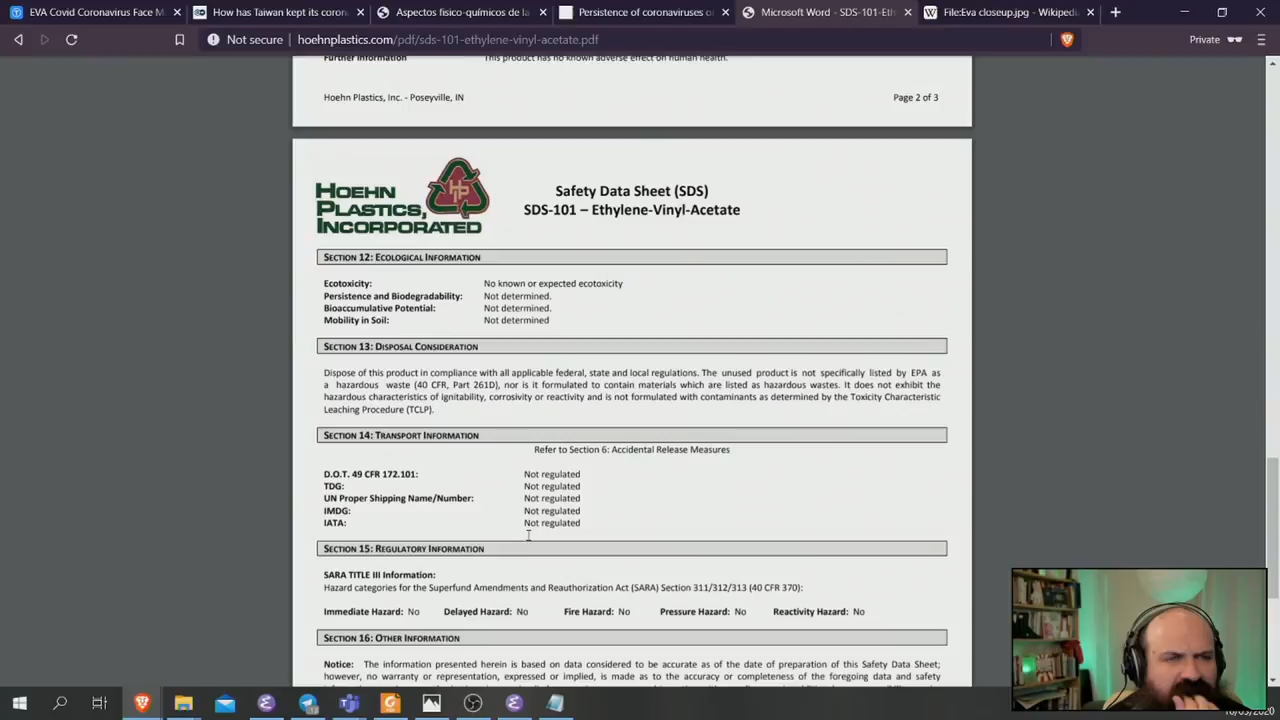 EVA Covid Coronavirus Face M
How has Taiwan kept its coron
Aspectos físico-químicos de la
Persistence of coronaviruses o
Microsoft Word - SDS-101-Eth
File:Eva closeup.jpg - Wikiped
Not secure
hoehnplastics.com/pdf/sds-101-ethylene-vinyl-acetate.pdf
Private
Further Information This product has no known adverse effect on human health.
Hoehn Plastics, Inc. - Poseyville, IN Page 2 of 3
HOEHN
PLASTICS,
INCORPORATED
HP
Safety Data Sheet (SDS)
SDS-101 – Ethylene-Vinyl-Acetate
SECTION 12: ECOLOGICAL INFORMATION
Ecotoxicity: No known or expected ecotoxicity
Persistence and Biodegradability: Not determined.
Bioaccumulative Potential: Not determined.
Mobility in Soil: Not determined
SECTION 13: DISPOSAL CONSIDERATION
Dispose of this product in compliance with all applicable federal, state and local regulations. The unused product is not specifically listed by EPA as
a hazardous waste (40 CFR, Part 261D), nor is it formulated to contain materials which are listed as hazardous wastes. It does not exhibit the
hazardous characteristics of ignitability, corrosivity or reactivity and is not formulated with contaminants as determined by the Toxicity Characteristic
Leaching Procedure (TCLP).
SECTION 14: TRANSPORT INFORMATION
Refer to Section 6: Accidental Release Measures
D.O.T. 49 CFR 172.101: Not regulated
TDG: Not regulated
UN Proper Shipping Name/Number: Not regulated
IMDG: Not regulated
IATA: Not regulated
SECTION 15: REGULATORY INFORMATION
SARA TITLE III Information:
Hazard categories for the Superfund Amendments and Reauthorization Act (SARA) Section 311/312/313 (40 CFR 370):
Immediate Hazard: No Delayed Hazard: No Fire Hazard: No Pressure Hazard: No Reactivity Hazard: No
SECTION 16: OTHER INFORMATION
Notice: The information presented herein is based on data considered to be accurate as of the date of preparation of this Safety Data Sheet;
however, no warranty or representation, expressed or implied, is made as to the accuracy or completeness of the foregoing data and safety